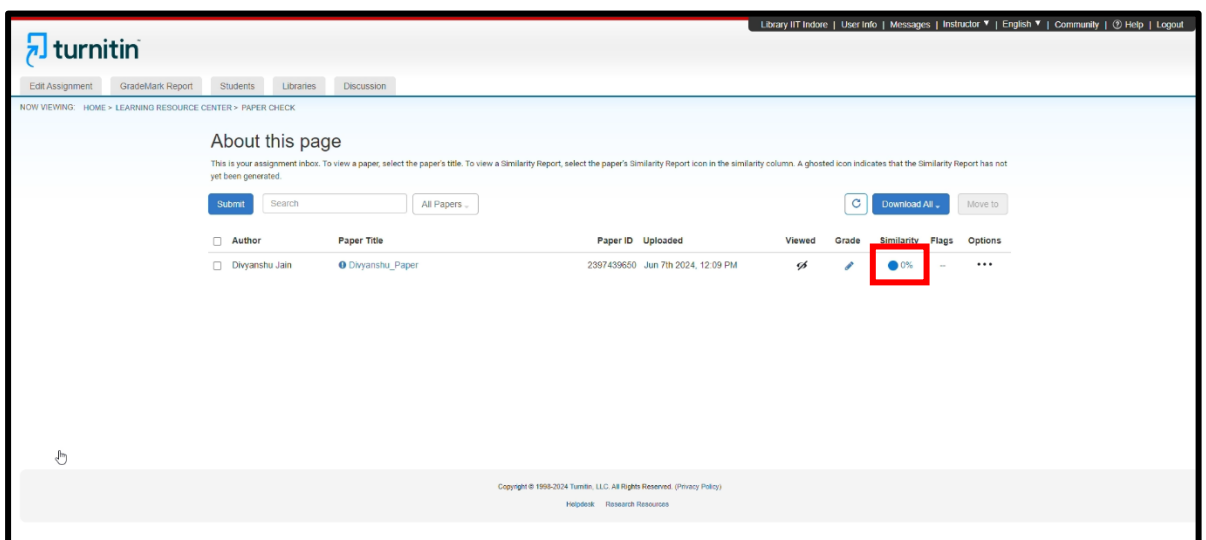 Library IIT Indore | User Info | Messages | Instructor ▼ | English ▼ | Community | ? Help | Logout
turnitin
Edit Assignment GradeMark Report Students Libraries Discussion
NOW VIEWING: HOME > LEARNING RESOURCE CENTER > PAPER CHECK
About this page
This is your assignment inbox. To view a paper, select the paper's title. To view a Similarity Report, select the paper's Similarity Report icon in the similarity column. A ghosted icon indicates that the Similarity Report has not
yet been generated.
Submit Search All Papers Download All Move to
Author Paper Title Paper ID Uploaded Viewed Grade Similarity Flags Options
Divyanshu Jain Divyanshu_Paper 2397439650 Jun 7th 2024, 12:09 PM 0% -- •••
Copyright © 1998-2024 Turnitin, LLC. All Rights Reserved. (Privacy Policy)
Helpdesk Research Resources